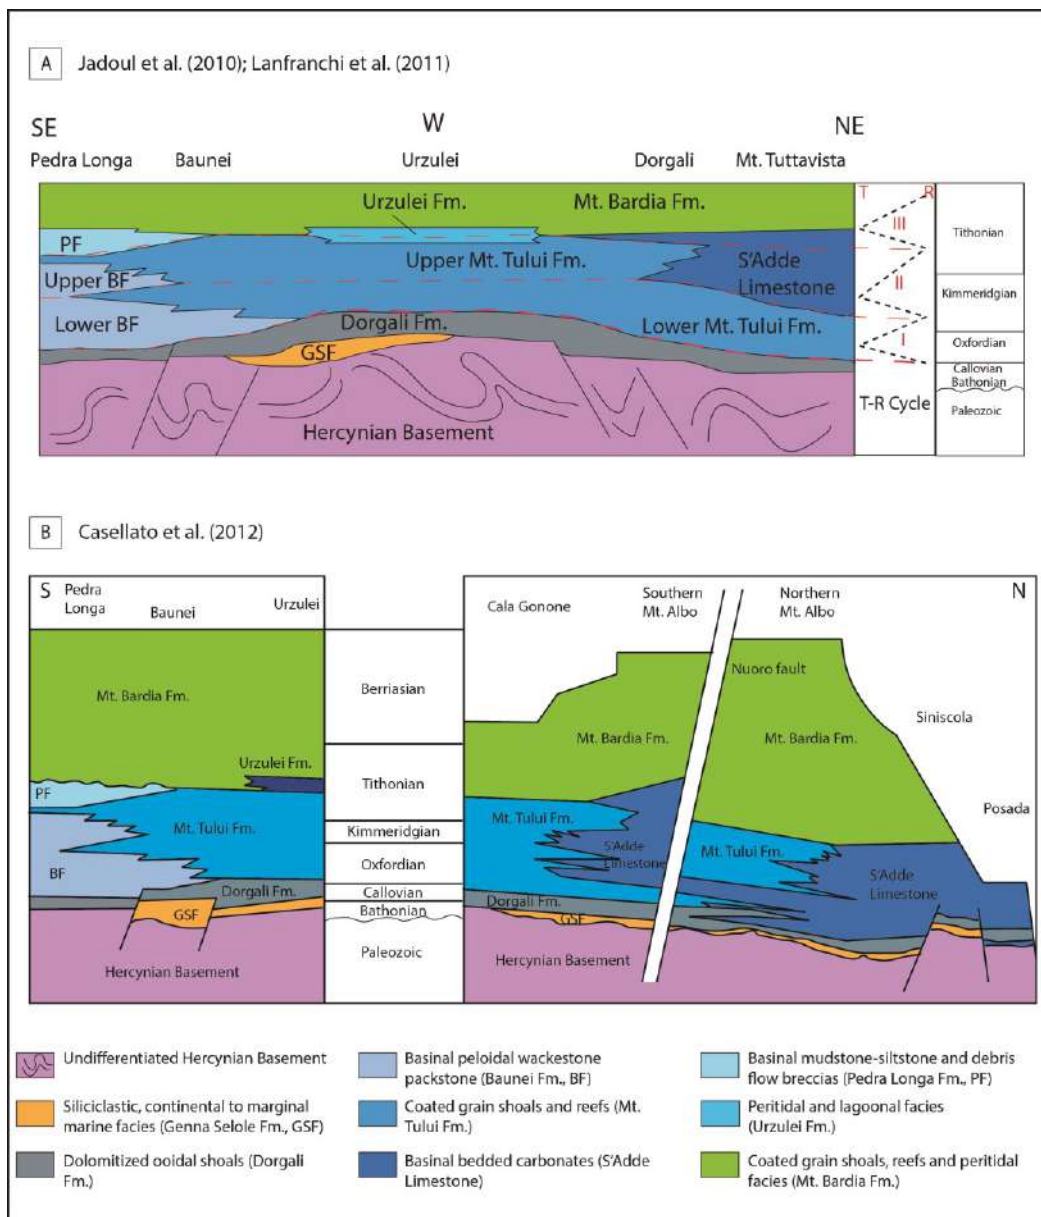 A Jadoul et al. (2010); Lanfranchi et al. (2011)
SE W NE
Pedra Longa Baunei Urzulei Dorgali Mt. Tuttavista
Urzulei Fm. Mt. Bardia Fm. T R
PF III Tithonian
Upper BF Upper Mt. Tului Fm. S'Adde
Limestone II Kimmeridgian
Lower BF Dorgali Fm. Lower Mt. Tului Fm. I Oxfordian
GSF Callovian
Bathonian
Hercynian Basement T-R Cycle Paleozoic
B Casellato et al. (2012)
S Pedra
Longa Baunei Urzulei
Mt. Bardia Fm.
Urzulei Fm.
PF
Mt. Tului Fm.
BF
Dorgali Fm.
GSF
Hercynian Basement
Berriasian
Tithonian
Kimmeridgian
Oxfordian
Callovian
Bathonian
Paleozoic
Cala Gonone
Southern
Mt. Albo
Northern
Mt. Albo
N
Nuoro fault
Siniscola
Mt. Bardia Fm. Mt. Bardia Fm.
Posada
Mt. Tului Fm.
S'Adde
Limestone
Mt. Tului Fm.
S'Adde
Limestone
Dorgali Fm.
GSF
Hercynian Basement
Undifferentiated Hercynian Basement
Siliciclastic, continental to marginal
marine facies (Genna Selole Fm., GSF)
Dolomitized ooidal shoals (Dorgali
Fm.)
Basinal peloidal wackestone
packstone (Baunei Fm., BF)
Coated grain shoals and reefs (Mt.
Tului Fm.)
Basinal bedded carbonates (S'Adde
Limestone)
Basinal mudstone-siltstone and debris
flow breccias (Pedra Longa Fm., PF)
Peritidal and lagoonal facies
(Urzulei Fm.)
Coated grain shoals, reefs and peritidal
facies (Mt. Bardia Fm.)